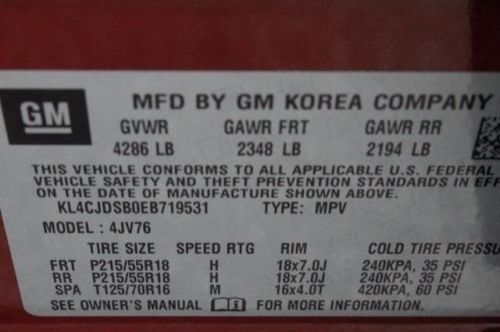 GM
MFD BY GM KOREA COMPANY
GVWR GAWR FRT GAWR RR
4286 LB 2348 LB 2194 LB
THIS VEHICLE CONFORMS TO ALL APPLICABLE U.S. FEDERAL
VEHICLE SAFETY AND THEFT PREVENTION STANDARDS IN EFF
ON THE DATE OF MANUFACTURE SHOWN ABOVE.
KL4CJDSB0EB719531 TYPE: MPV
MODEL : 4JV76
TIRE SIZE SPEED RTG RIM COLD TIRE PRESSU
FRT P215/55R18 H 18x7.0J 240KPA, 35 PSI
RR P215/55R18 H 18x7.0J 240KPA, 35 PSI
SPA T125/70R16 M 16x4.0T 420KPA, 60 PSI
SEE OWNER'S MANUAL FOR MORE INFORMATION.